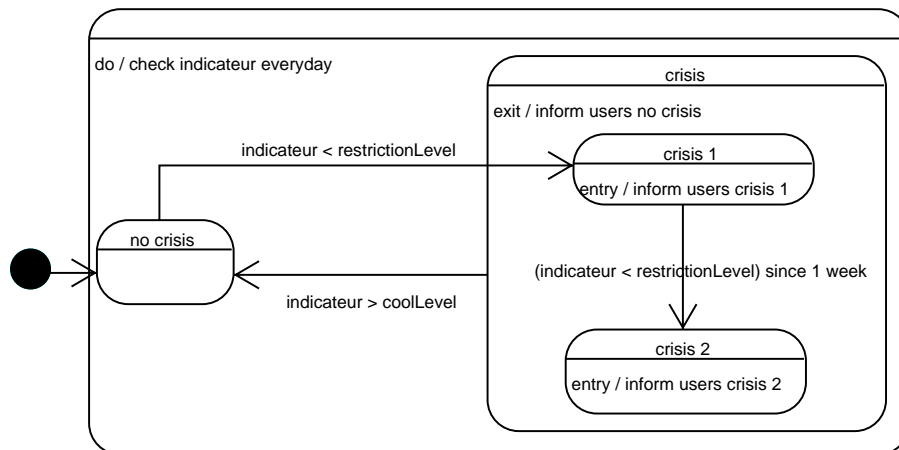 do / check indicateur everyday
crisis
exit / inform users no crisis
indicateur < restrictionLevel
crisis 1
entry / inform users crisis 1
no crisis
(indicateur < restrictionLevel) since 1 week
indicateur > coolLevel
crisis 2
entry / inform users crisis 2